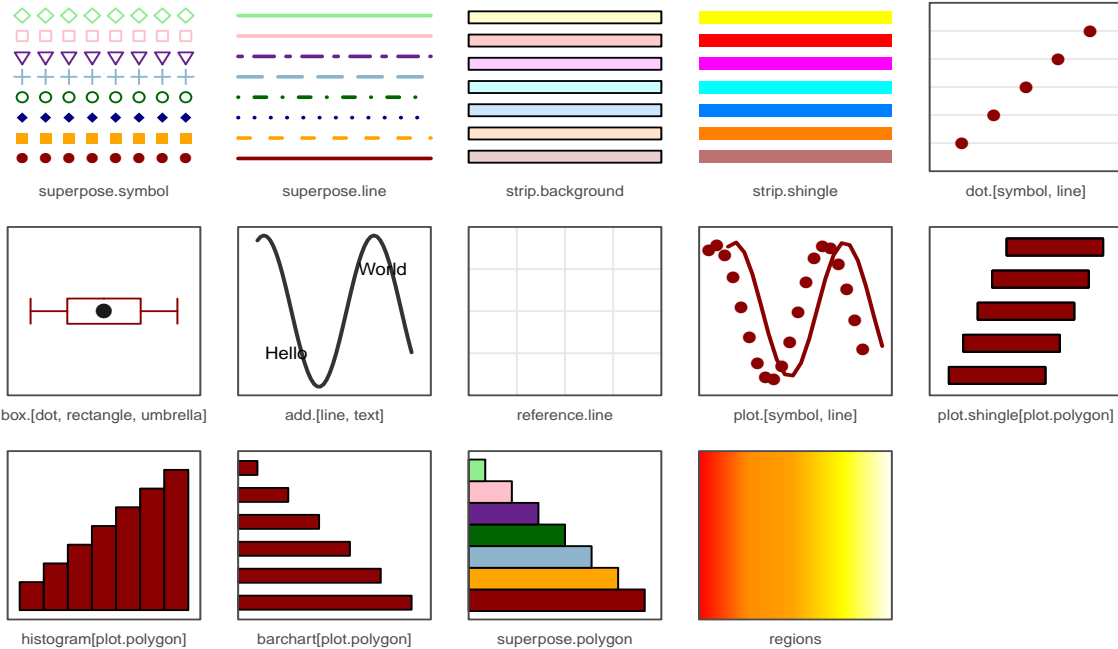 superpose.symbol
superpose.line
strip.background
strip.shingle
dot.[symbol, line]
World
Hello
box.[dot, rectangle, umbrella]
add.[line, text]
reference.line
plot.[symbol, line]
plot.shingle[plot.polygon]
histogram[plot.polygon]
barchart[plot.polygon]
superpose.polygon
regions